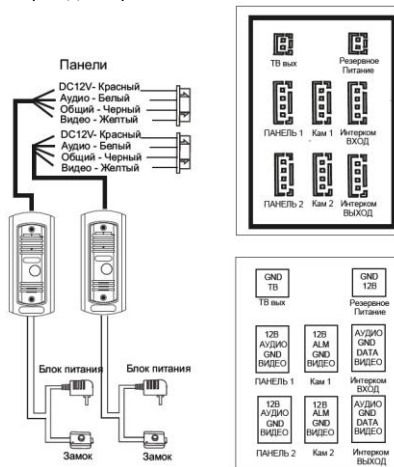 Панели
DC12V- Красный
Аудио - Белый
Общий - Черный
Видео - Желтый
DC12V- Красный
Аудио - Белый
Общий - Черный
Видео - Желтый
Блок питания
Блок питания
Замок
Замок
ТВ вых
Резервное
Питание
ПАНЕЛЬ 1
Кам 1
Интерком
ВХОД
ПАНЕЛЬ 2
Кам 2
Интерком
ВЫХОД
GND
ТВ
GND
12В
ТВ вых
Резервное
Питание
12В
АУДИО
GND
ВИДЕО
12В
ALM
GND
ВИДЕО
АУДИО
GND
DATA
ВИДЕО
ПАНЕЛЬ 1
Кам 1
Интерком
ВХОД
12В
АУДИО
GND
ВИДЕО
12В
ALM
GND
ВИДЕО
АУДИО
GND
DATA
ВИДЕО
ПАНЕЛЬ 2
Кам 2
Интерком
ВЫХОД